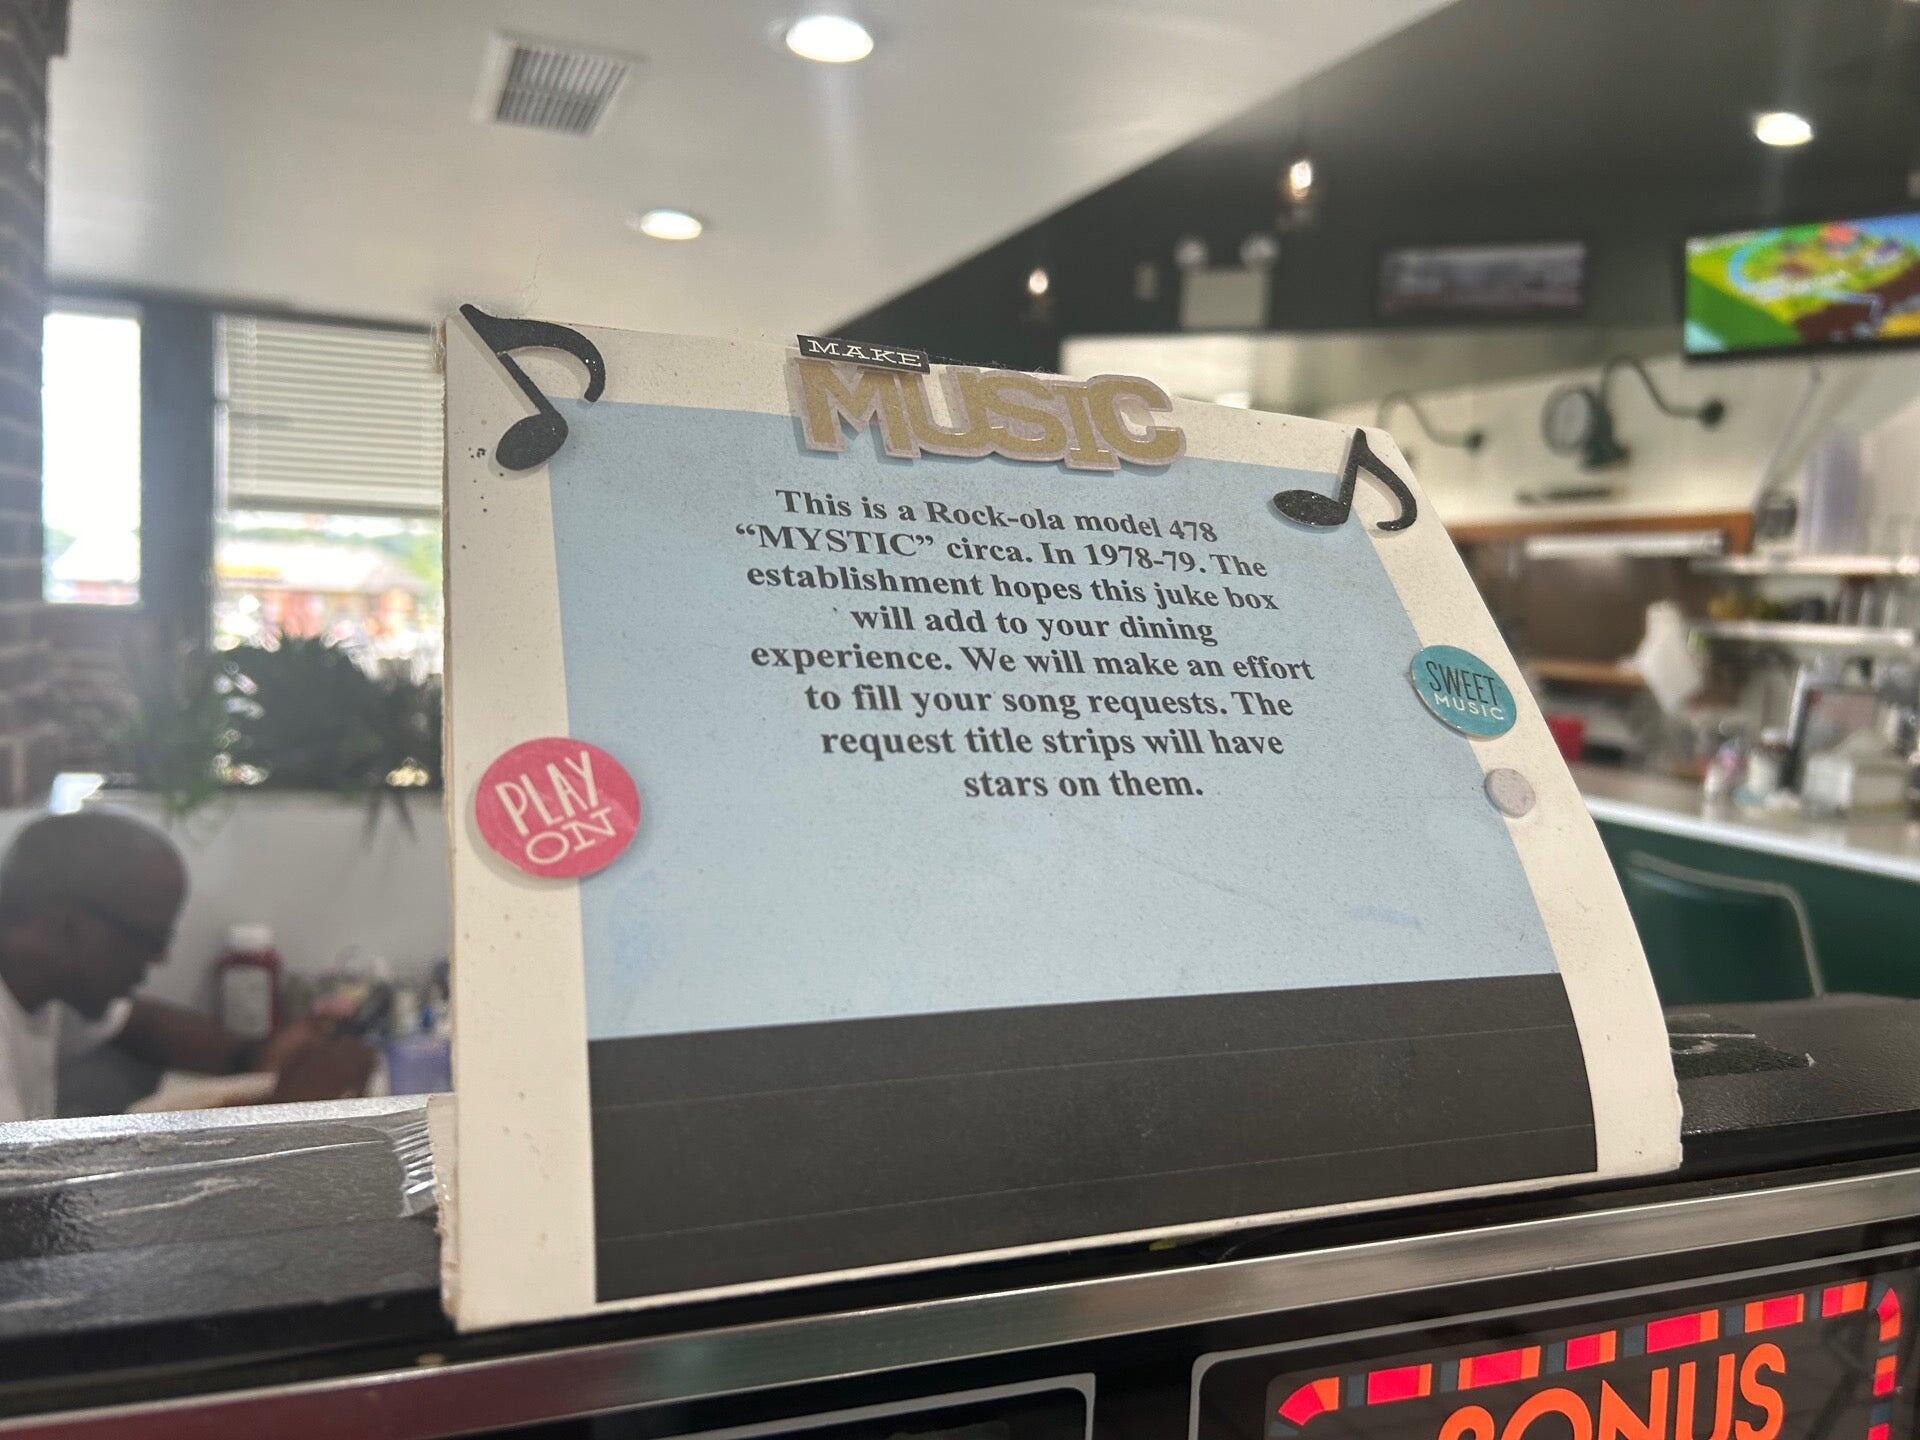 MAKE
MUSIC
This is a Rock-ola model 478
“MYSTIC” circa. In 1978-79. The
establishment hopes this juke box
will add to your dining
experience. We will make an effort
to fill your song requests. The
request title strips will have
stars on them.
SWEET
MUSIC
PLAY
ON
BONUS